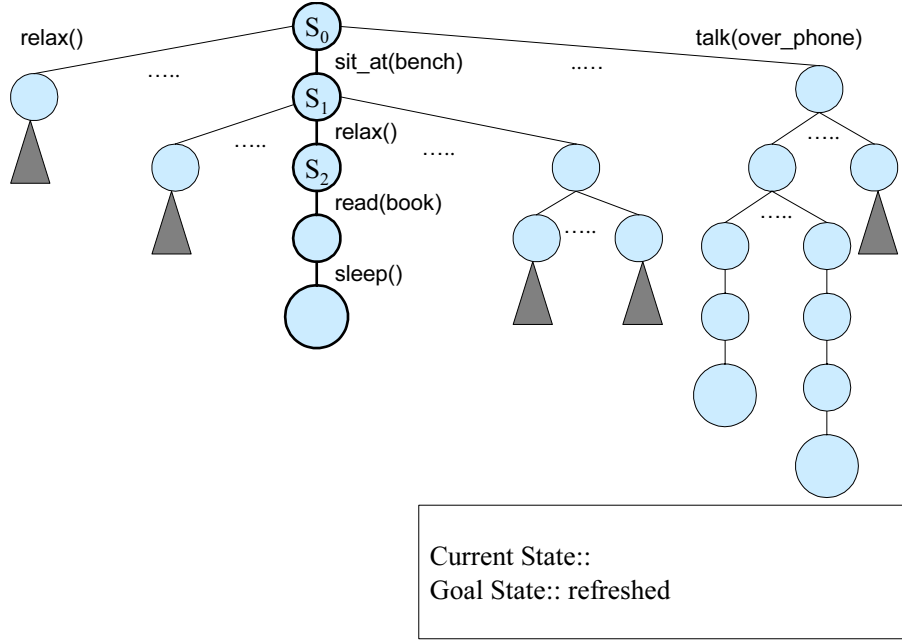 S0
relax()
talk(over_phone)
.....
sit_at(bench)
.....
S1
relax()
.....
.....
.....
S2
read(book)
.....
.....
sleep()
Current State::
Goal State:: refreshed